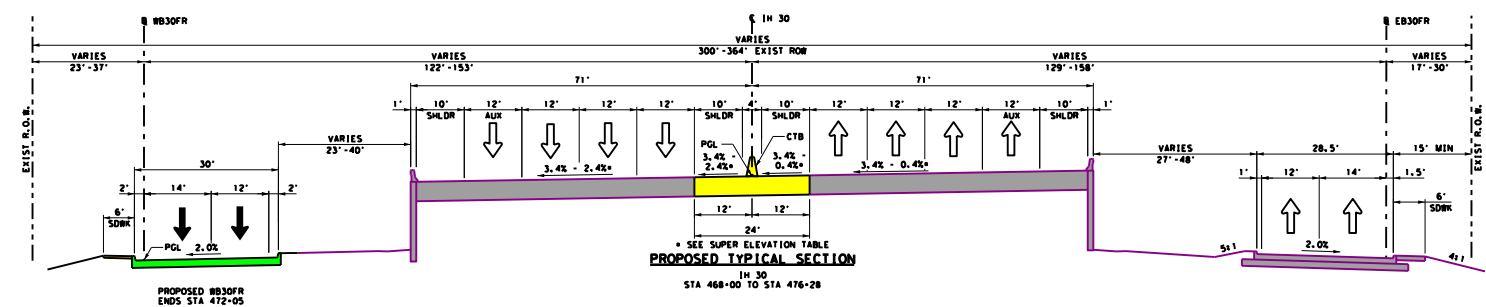 ℄ WB30FR
℄ IH 30
℄ EB30FR
VARIES
300'-364' EXIST ROW
VARIES
23'-37'
VARIES
122'-153'
VARIES
129'-158'
VARIES
17'-30'
71'
71'
EXIST R.O.W.
EXIST R.O.W.
1'
10'
SHLDR
12'
AUX
12'
12'
12'
10'
SHLDR
4'
10'
SHLDR
12'
12'
12'
12'
AUX
10'
SHLDR
1'
VARIES
23'-40'
VARIES
27'-48'
28.5'
15' MIN
30'
2'
14'
12'
2'
6'
SDWK
PGL
2.0%
3.4% - 2.4%*
PGL
3.4% -
2.4%*
CTB
3.4% -
0.4%*
3.4% - 0.4%*
12'
12'
24'
1'
12'
14'
1.5'
6'
SDWK
5:1
2.0%
4:1
* SEE SUPER ELEVATION TABLE
PROPOSED TYPICAL SECTION
IH 30
STA 468+00 TO STA 476+28
PROPOSED WB30FR
ENDS STA 472+05